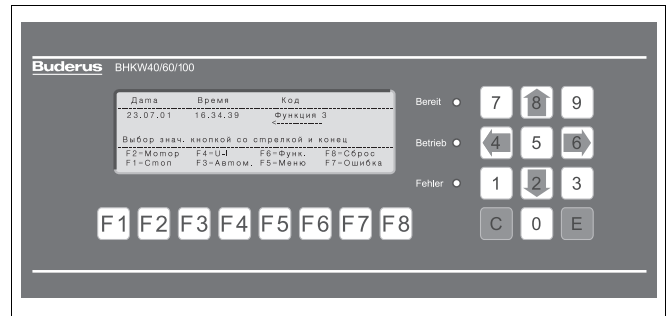 Buderus BHKW40/60/100
Дата Время Код
23.07.01 16.34.39 Функция 3
<----------
Выбор знач. кнопкой со стрелкой и конец
F2-Мотор F4-U-I F6-Функ. F8-Сброс
F1-Стоп F3-Автом. F5-Меню F7-Ошибка
Bereit
Betrieb
Fehler
7 8 9
4 5 6
1 2 3
C 0 E
F1 F2 F3 F4 F5 F6 F7 F8